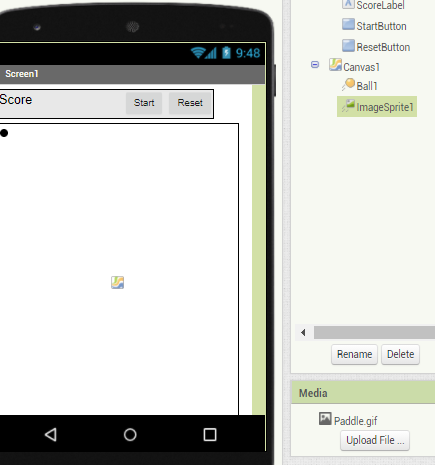 9:48
Screen1
Score
Start
Reset
ScoreLabel
StartButton
ResetButton
Canvas1
Ball1
ImageSprite1
Rename
Delete
Media
Paddle.gif
Upload File ...